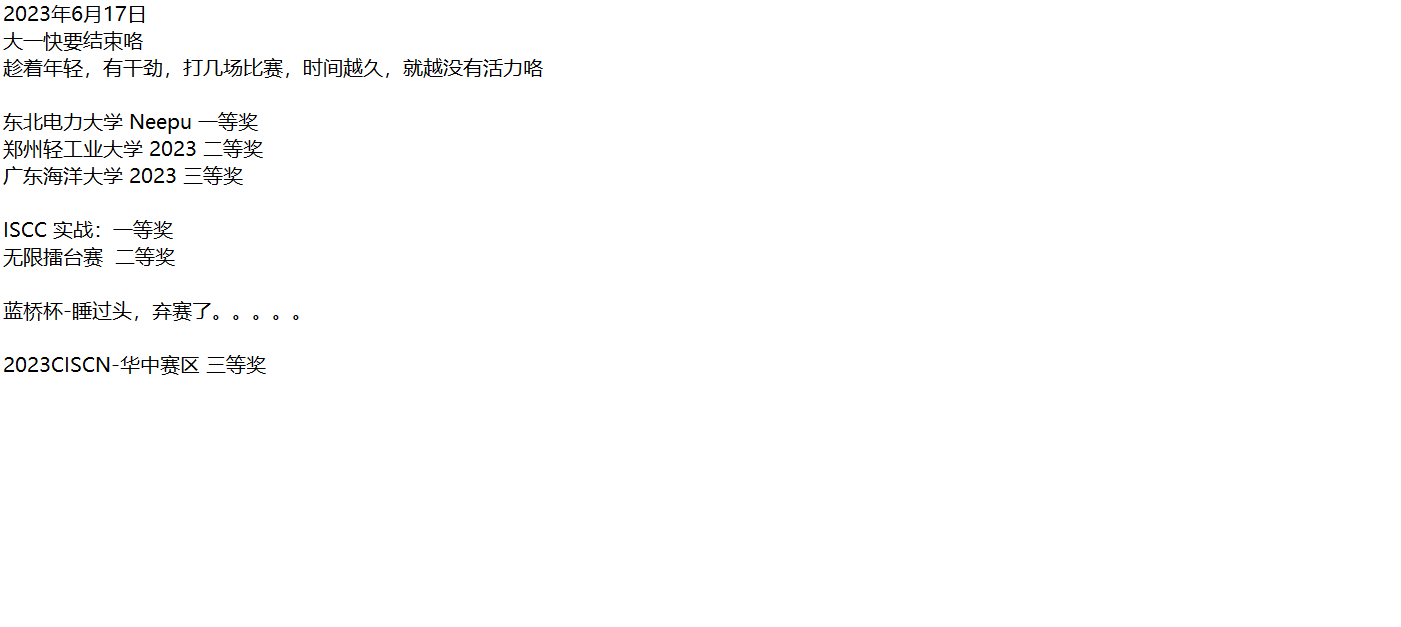 2023年6月17日
大一快要结束咯
趁着年轻，有干劲，打几场比赛，时间越久，就越没有活力咯
东北电力大学 Neepu 一等奖
郑州轻工业大学 2023 二等奖
广东海洋大学 2023 三等奖
ISCC 实战：一等奖
无限擂台赛  二等奖
蓝桥杯-睡过头，弃赛了。。。。。
2023CISCN-华中赛区 三等奖